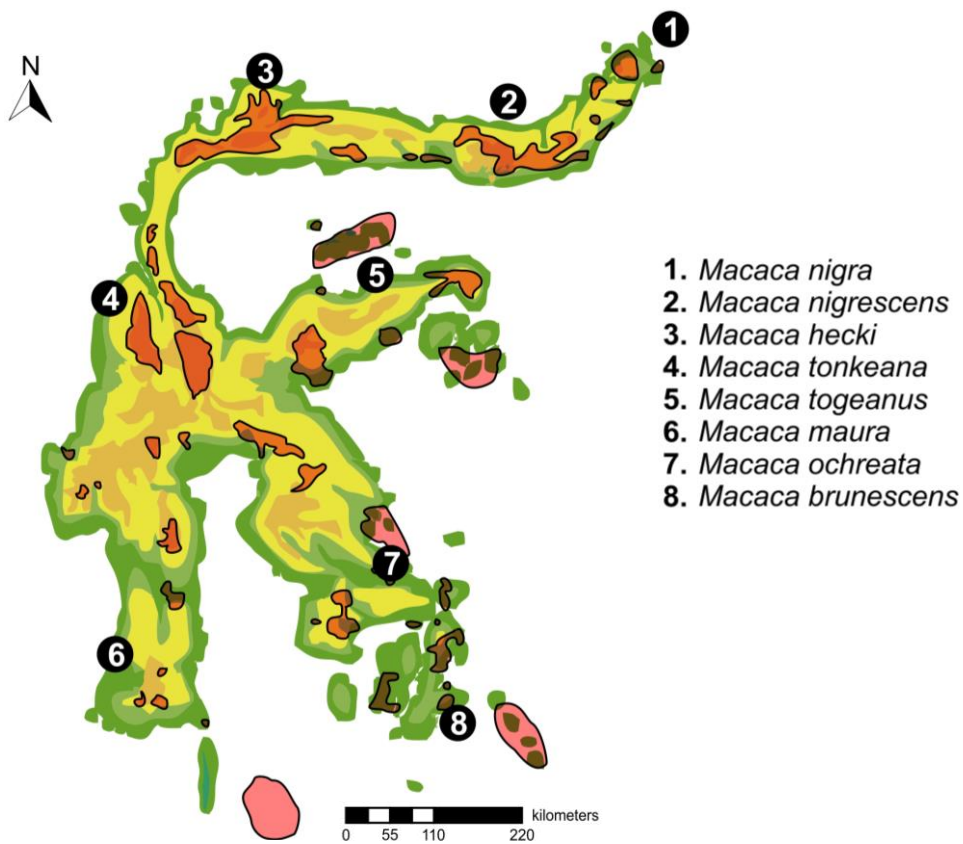 N
1
2
3
4
5
6
7
8
1. Macaca nigra
2. Macaca nigrescens
3. Macaca hecki
4. Macaca tonkeana
5. Macaca togeanus
6. Macaca maura
7. Macaca ochreata
8. Macaca brunescens
kilometers
0 55 110 220